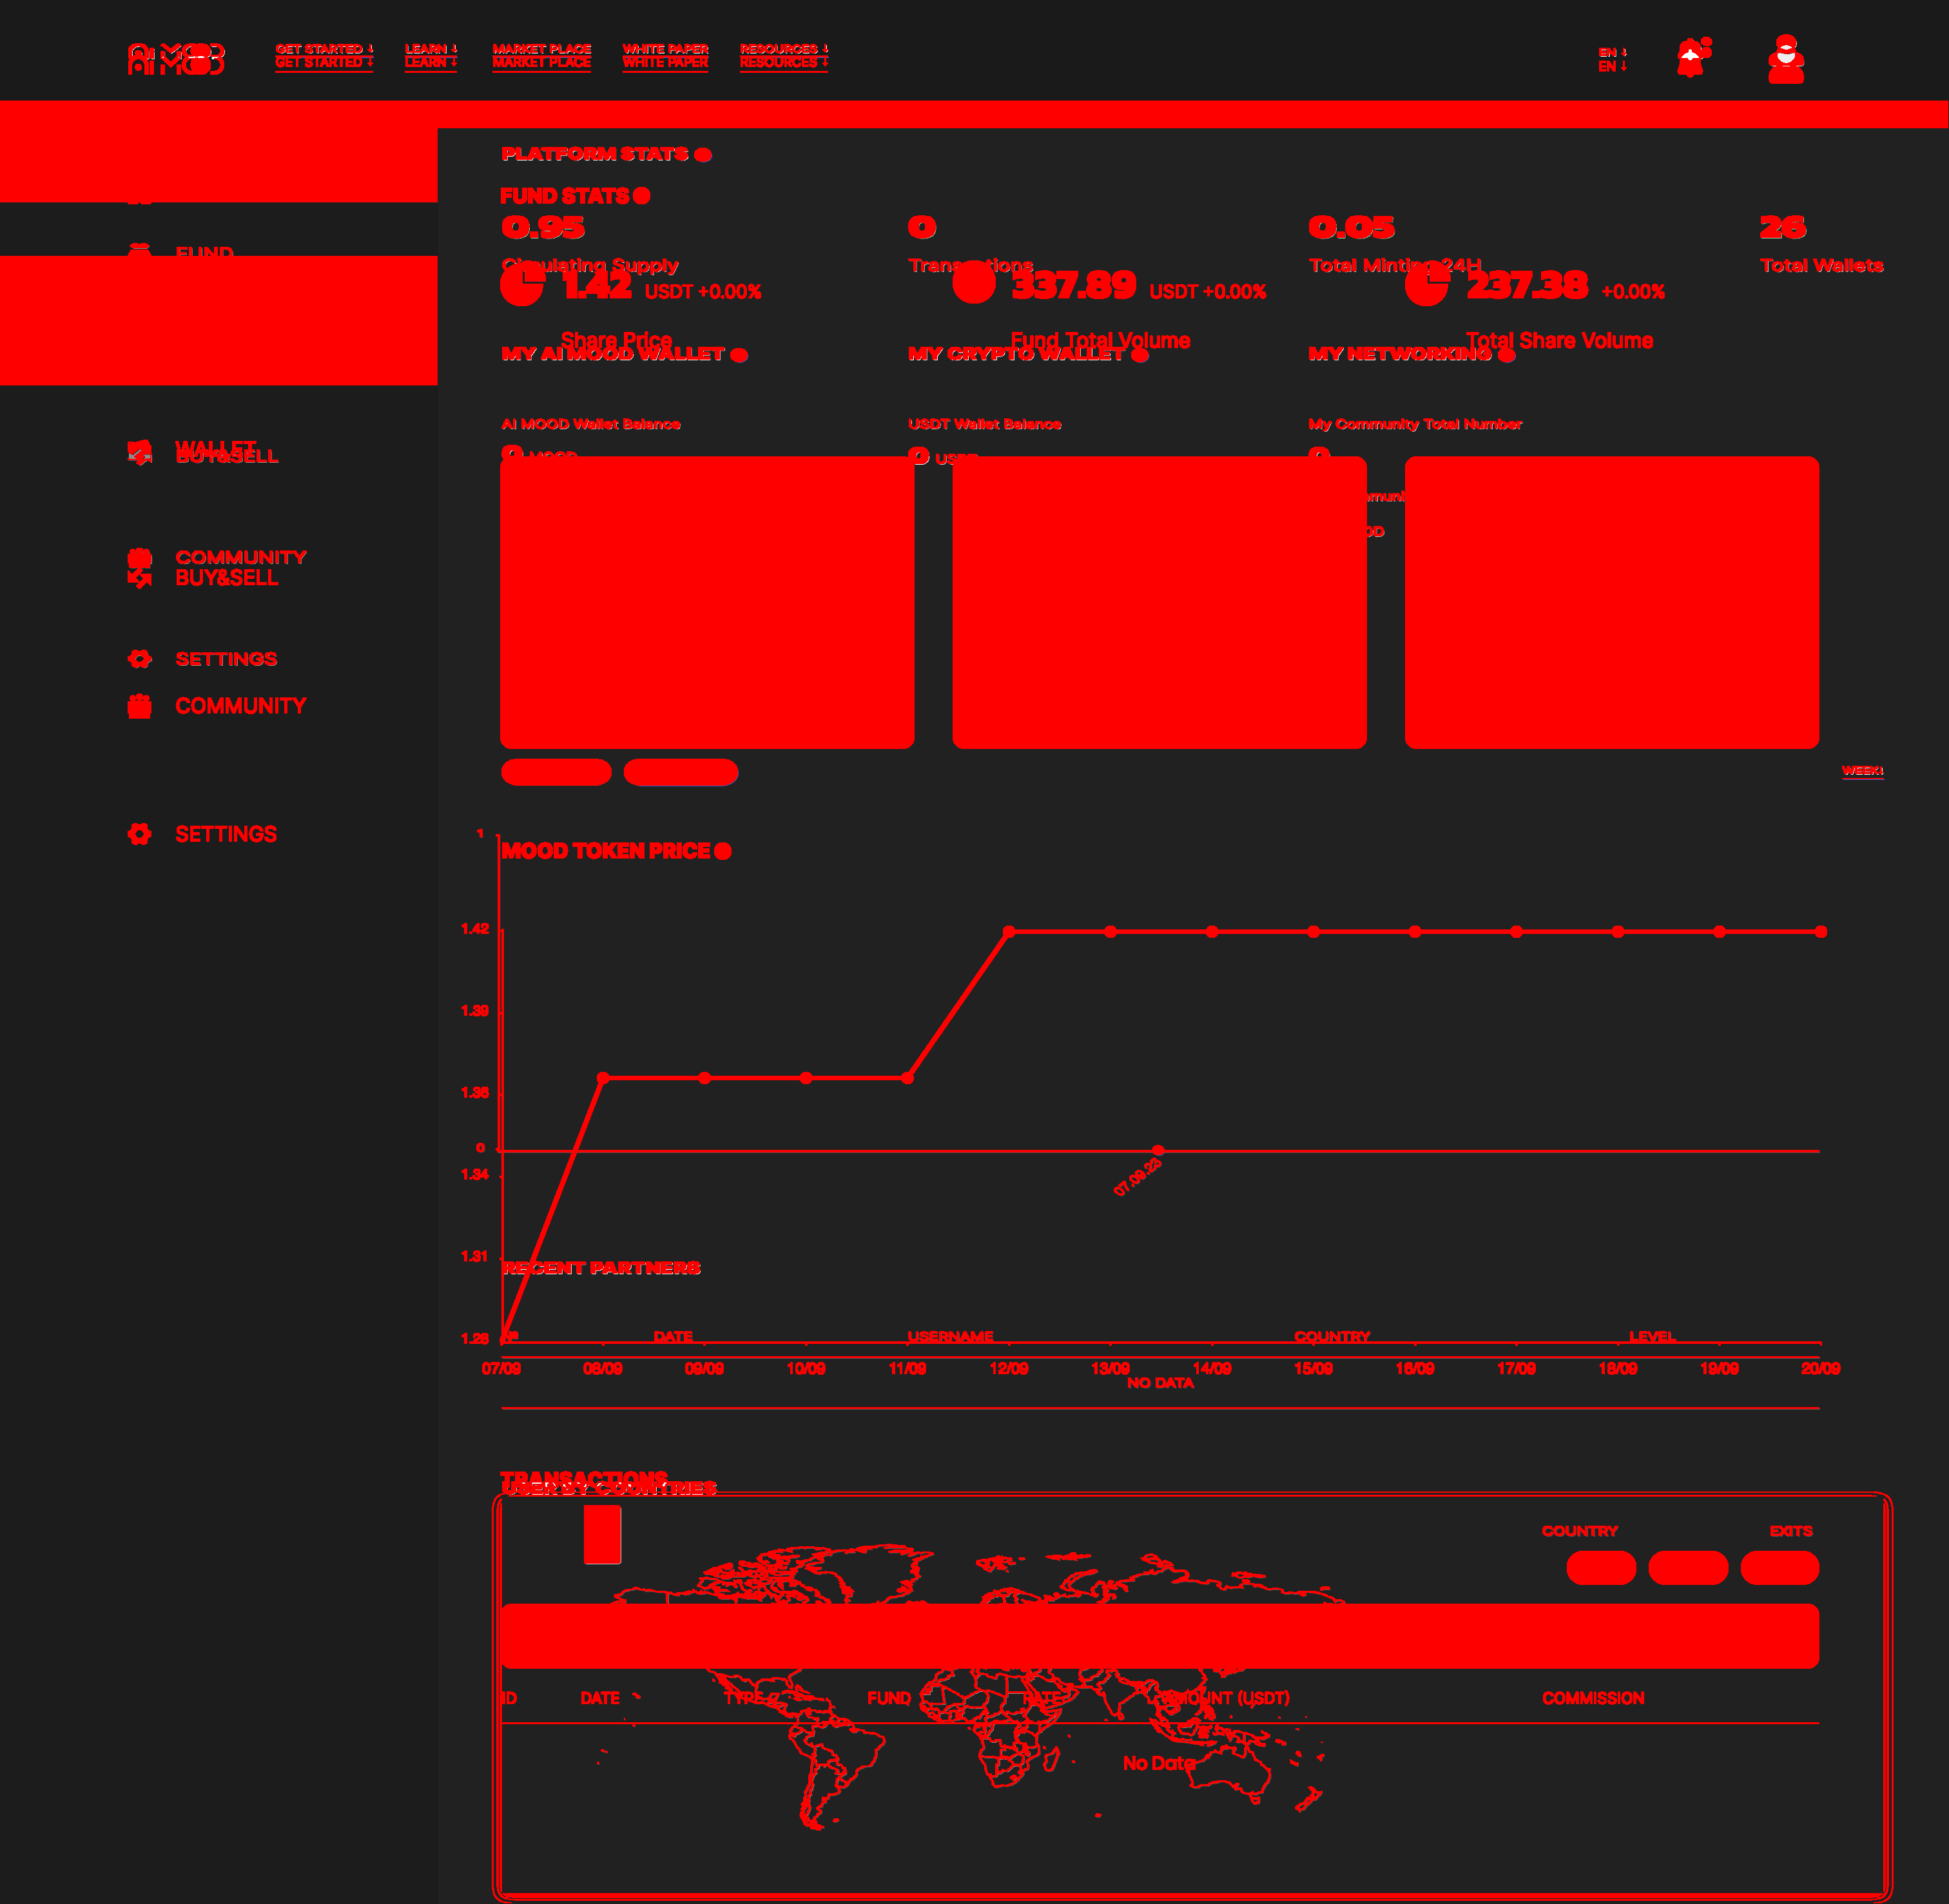 GET STARTED ↓ LEARN ↓ MARKET PLACE WHITE PAPER RESOURCES ↓ EN ↓
GET STARTED ↓ LEARN ↓ MARKET PLACE WHITE PAPER RESOURCES ↓ EN ↓
PLATFORM STATS
FUND STATS
0.95 0 0.05 26
FUND
Circulating Supply Transactions Total Minting 24H Total Wallets
1.42 USDT +0.00% 337.89 USDT +0.00% 237.38 +0.00%
Share Price Fund Total Volume Total Share Volume
MY AI MOOD WALLET MY CRYPTO WALLET MY NETWORKING
AI MOOD Wallet Balance USDT Wallet Balance My Community Total Number
WALLET
BUY&SELL
0 MOOD 0 USDT 0
COMMUNITY
BUY&SELL
SETTINGS
COMMUNITY
WEEK↓
SETTINGS
1
MOOD TOKEN PRICE
1.42
1.39
1.36
0
1.34
07.09.23
1.31
RECENT PARTNERS
1.28
Nº DATE USERNAME COUNTRY LEVEL
07/09 08/09 09/09 10/09 11/09 12/09 13/09 14/09 15/09 16/09 17/09 18/09 19/09 20/09
NO DATA
TRANSACTIONS
USER BY COUNTRIES
COUNTRY EXITS
ID DATE TYPE FUND RATE AMOUNT (USDT) COMMISSION
No Data